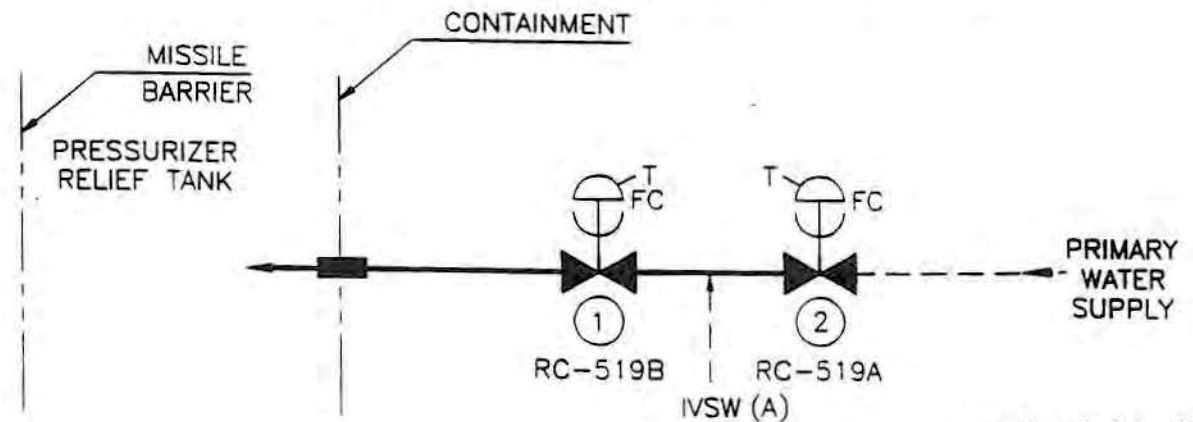 CONTAINMENT
MISSILE
BARRIER
PRESSURIZER
RELIEF TANK
T
FC
T
FC
PRIMARY
WATER
SUPPLY
1
2
RC-519B
RC-519A
IVSW (A)